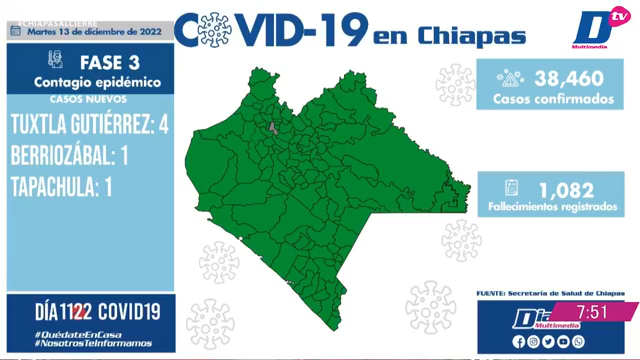 #CHIAPASALCIERRE
Martes 13 de diciembre de 2022
COVID-19 en Chiapas
D
tv
Multimedia
FASE 3
Contagio epidémico
CASOS NUEVOS
TUXTLA GUTIÉRREZ: 4
BERRIOZÁBAL: 1
TAPACHULA: 1
38,460
Casos confirmados
1,082
Fallecimientos registrados
DÍA 1122 COVID19
#QuédateEnCasa
#NosotrosTeInformamos
FUENTE: Secretaría de Salud de Chiapas
Multimedia
7:51